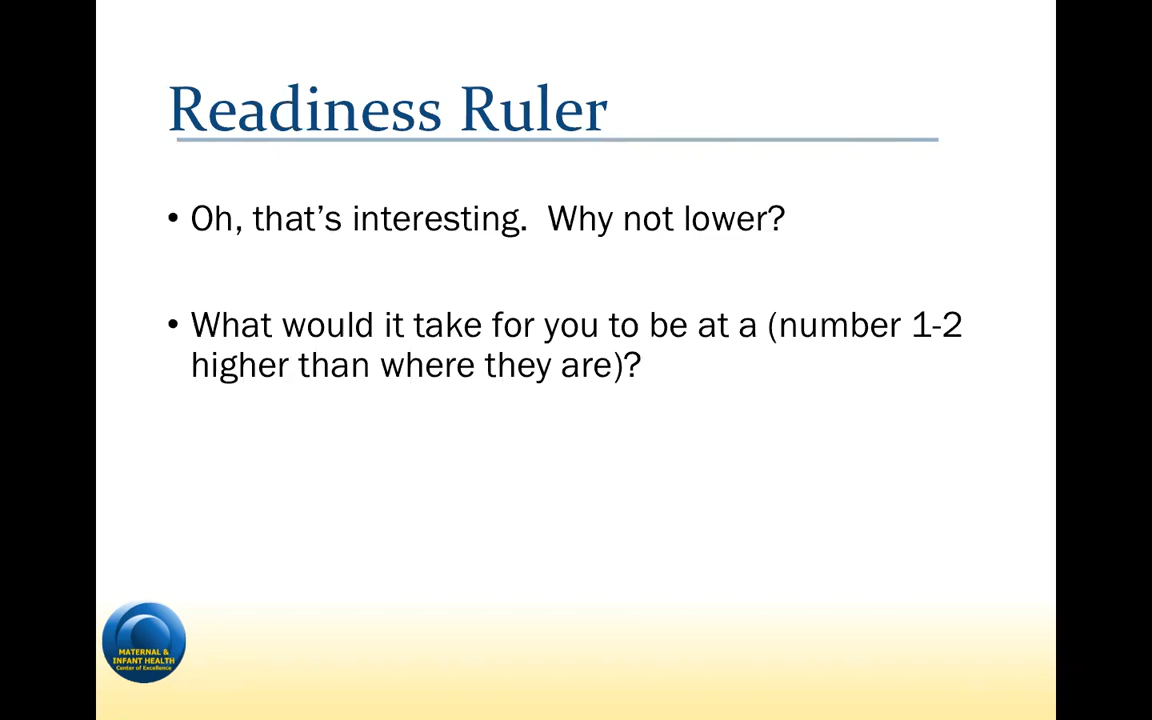 Readiness Ruler
• Oh, that’s interesting.  Why not lower?
• What would it take for you to be at a (number 1-2
higher than where they are)?
MATERNAL &
INFANT HEALTH
Center of Excellence